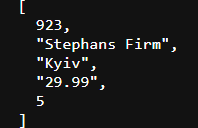 [
923,
"Stephans Firm",
"Kyiv",
"29.99",
5
]